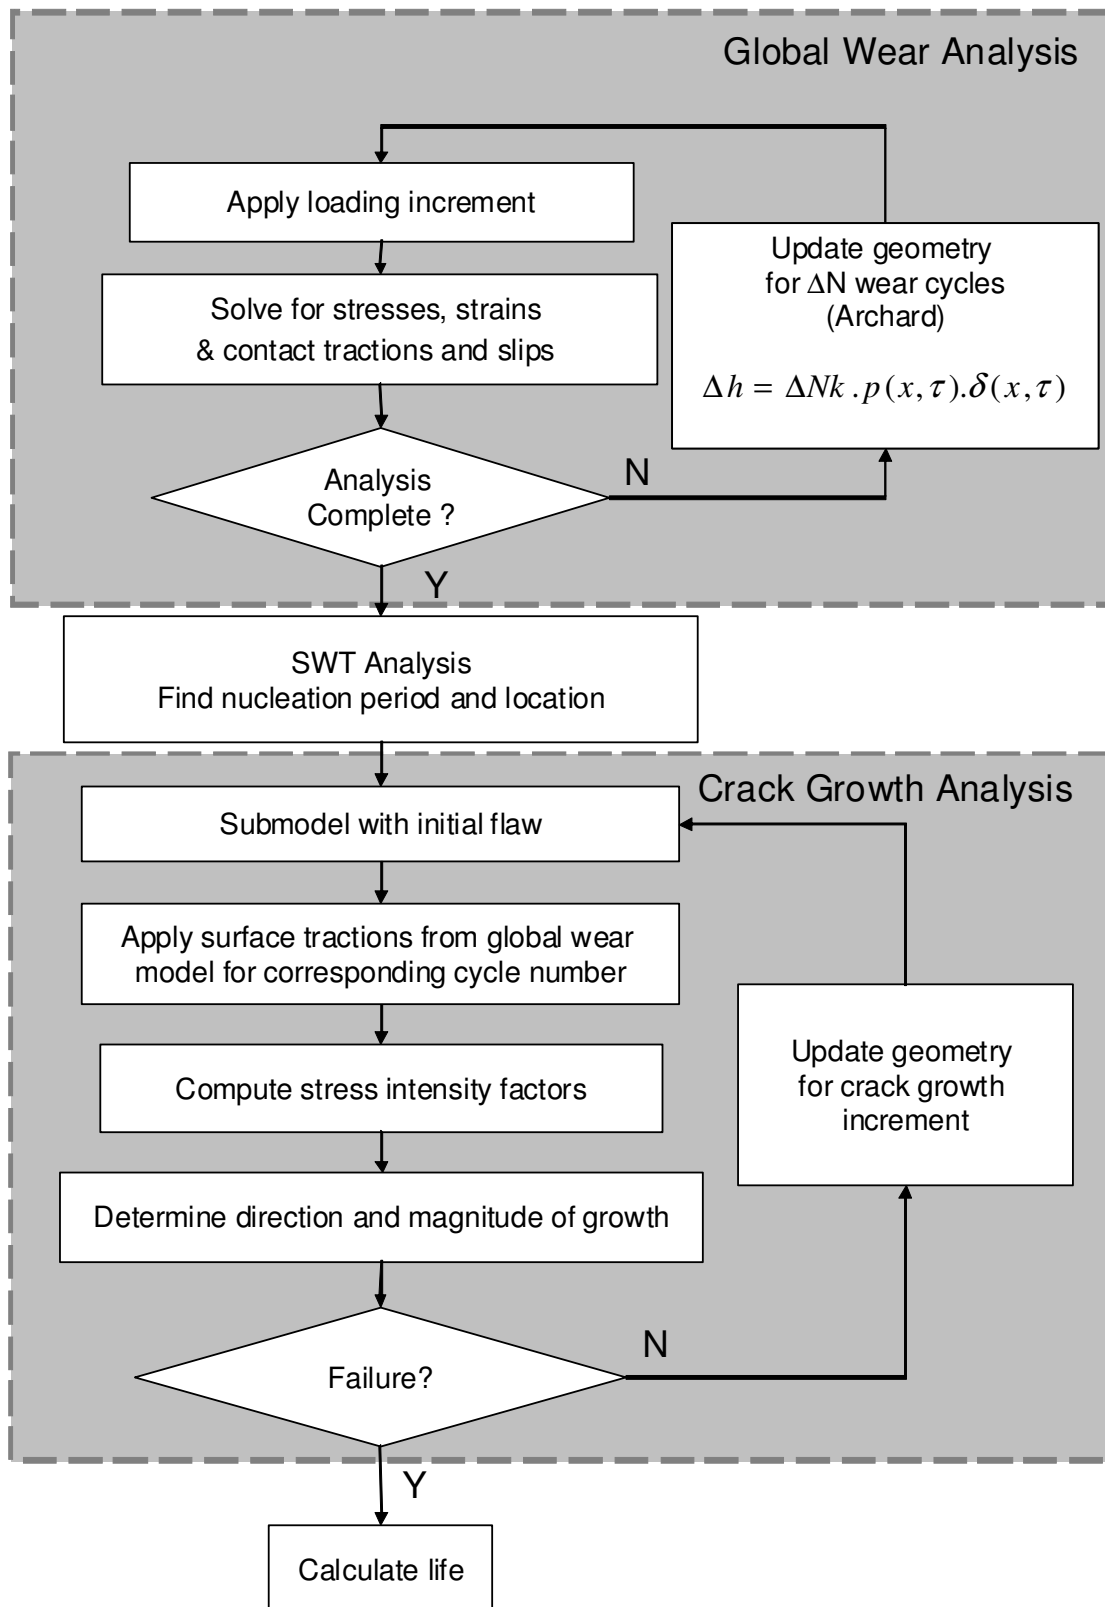 Global Wear Analysis
Apply loading increment
Solve for stresses, strains
& contact tractions and slips
Update geometry
for ΔN wear cycles
(Archard)
Δh = ΔNk.p(x,τ).δ(x,τ)
Analysis
Complete ?
N
Y
SWT Analysis
Find nucleation period and location
Crack Growth Analysis
Submodel with initial flaw
Apply surface tractions from global wear
model for corresponding cycle number
Compute stress intensity factors
Update geometry
for crack growth
increment
Determine direction and magnitude of growth
Failure?
N
Y
Calculate life